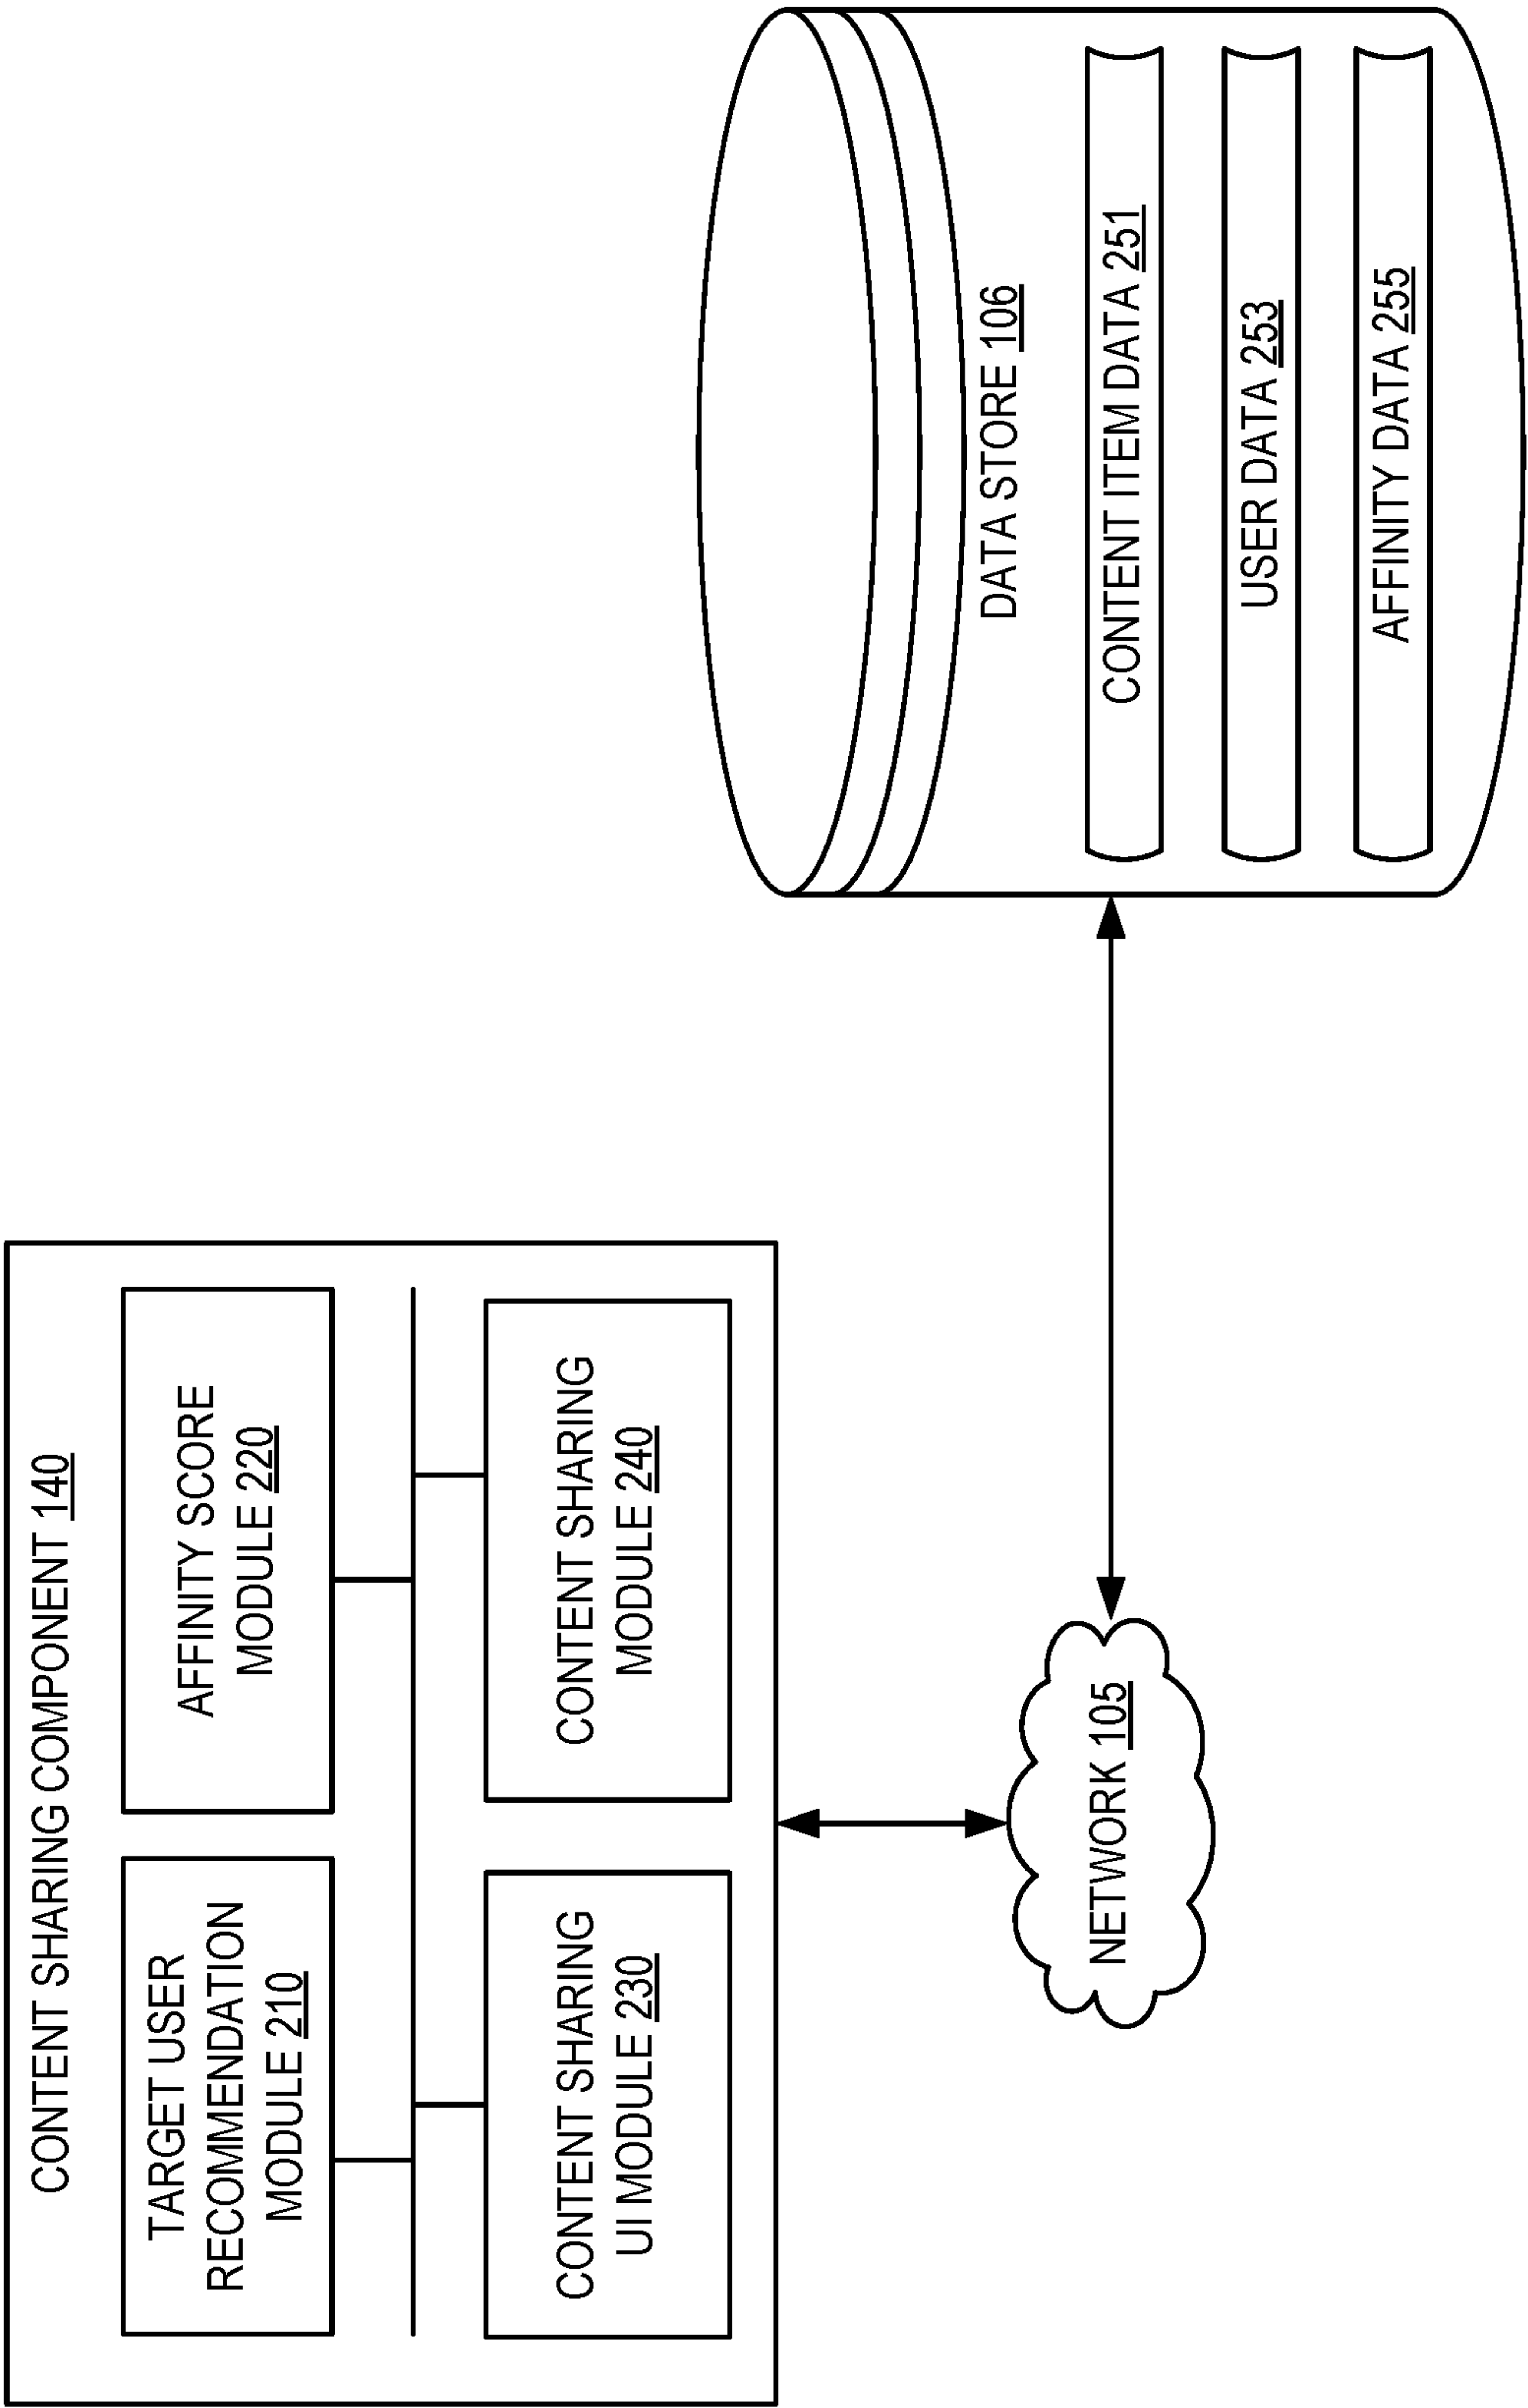 CONTENT SHARING COMPONENT 140
TARGET USER
RECOMMENDATION
MODULE 210
AFFINITY SCORE
MODULE 220
CONTENT SHARING
UI MODULE 230
CONTENT SHARING
MODULE 240
NETWORK 105
DATA STORE 106
CONTENT ITEM DATA 251
USER DATA 253
AFFINITY DATA 255